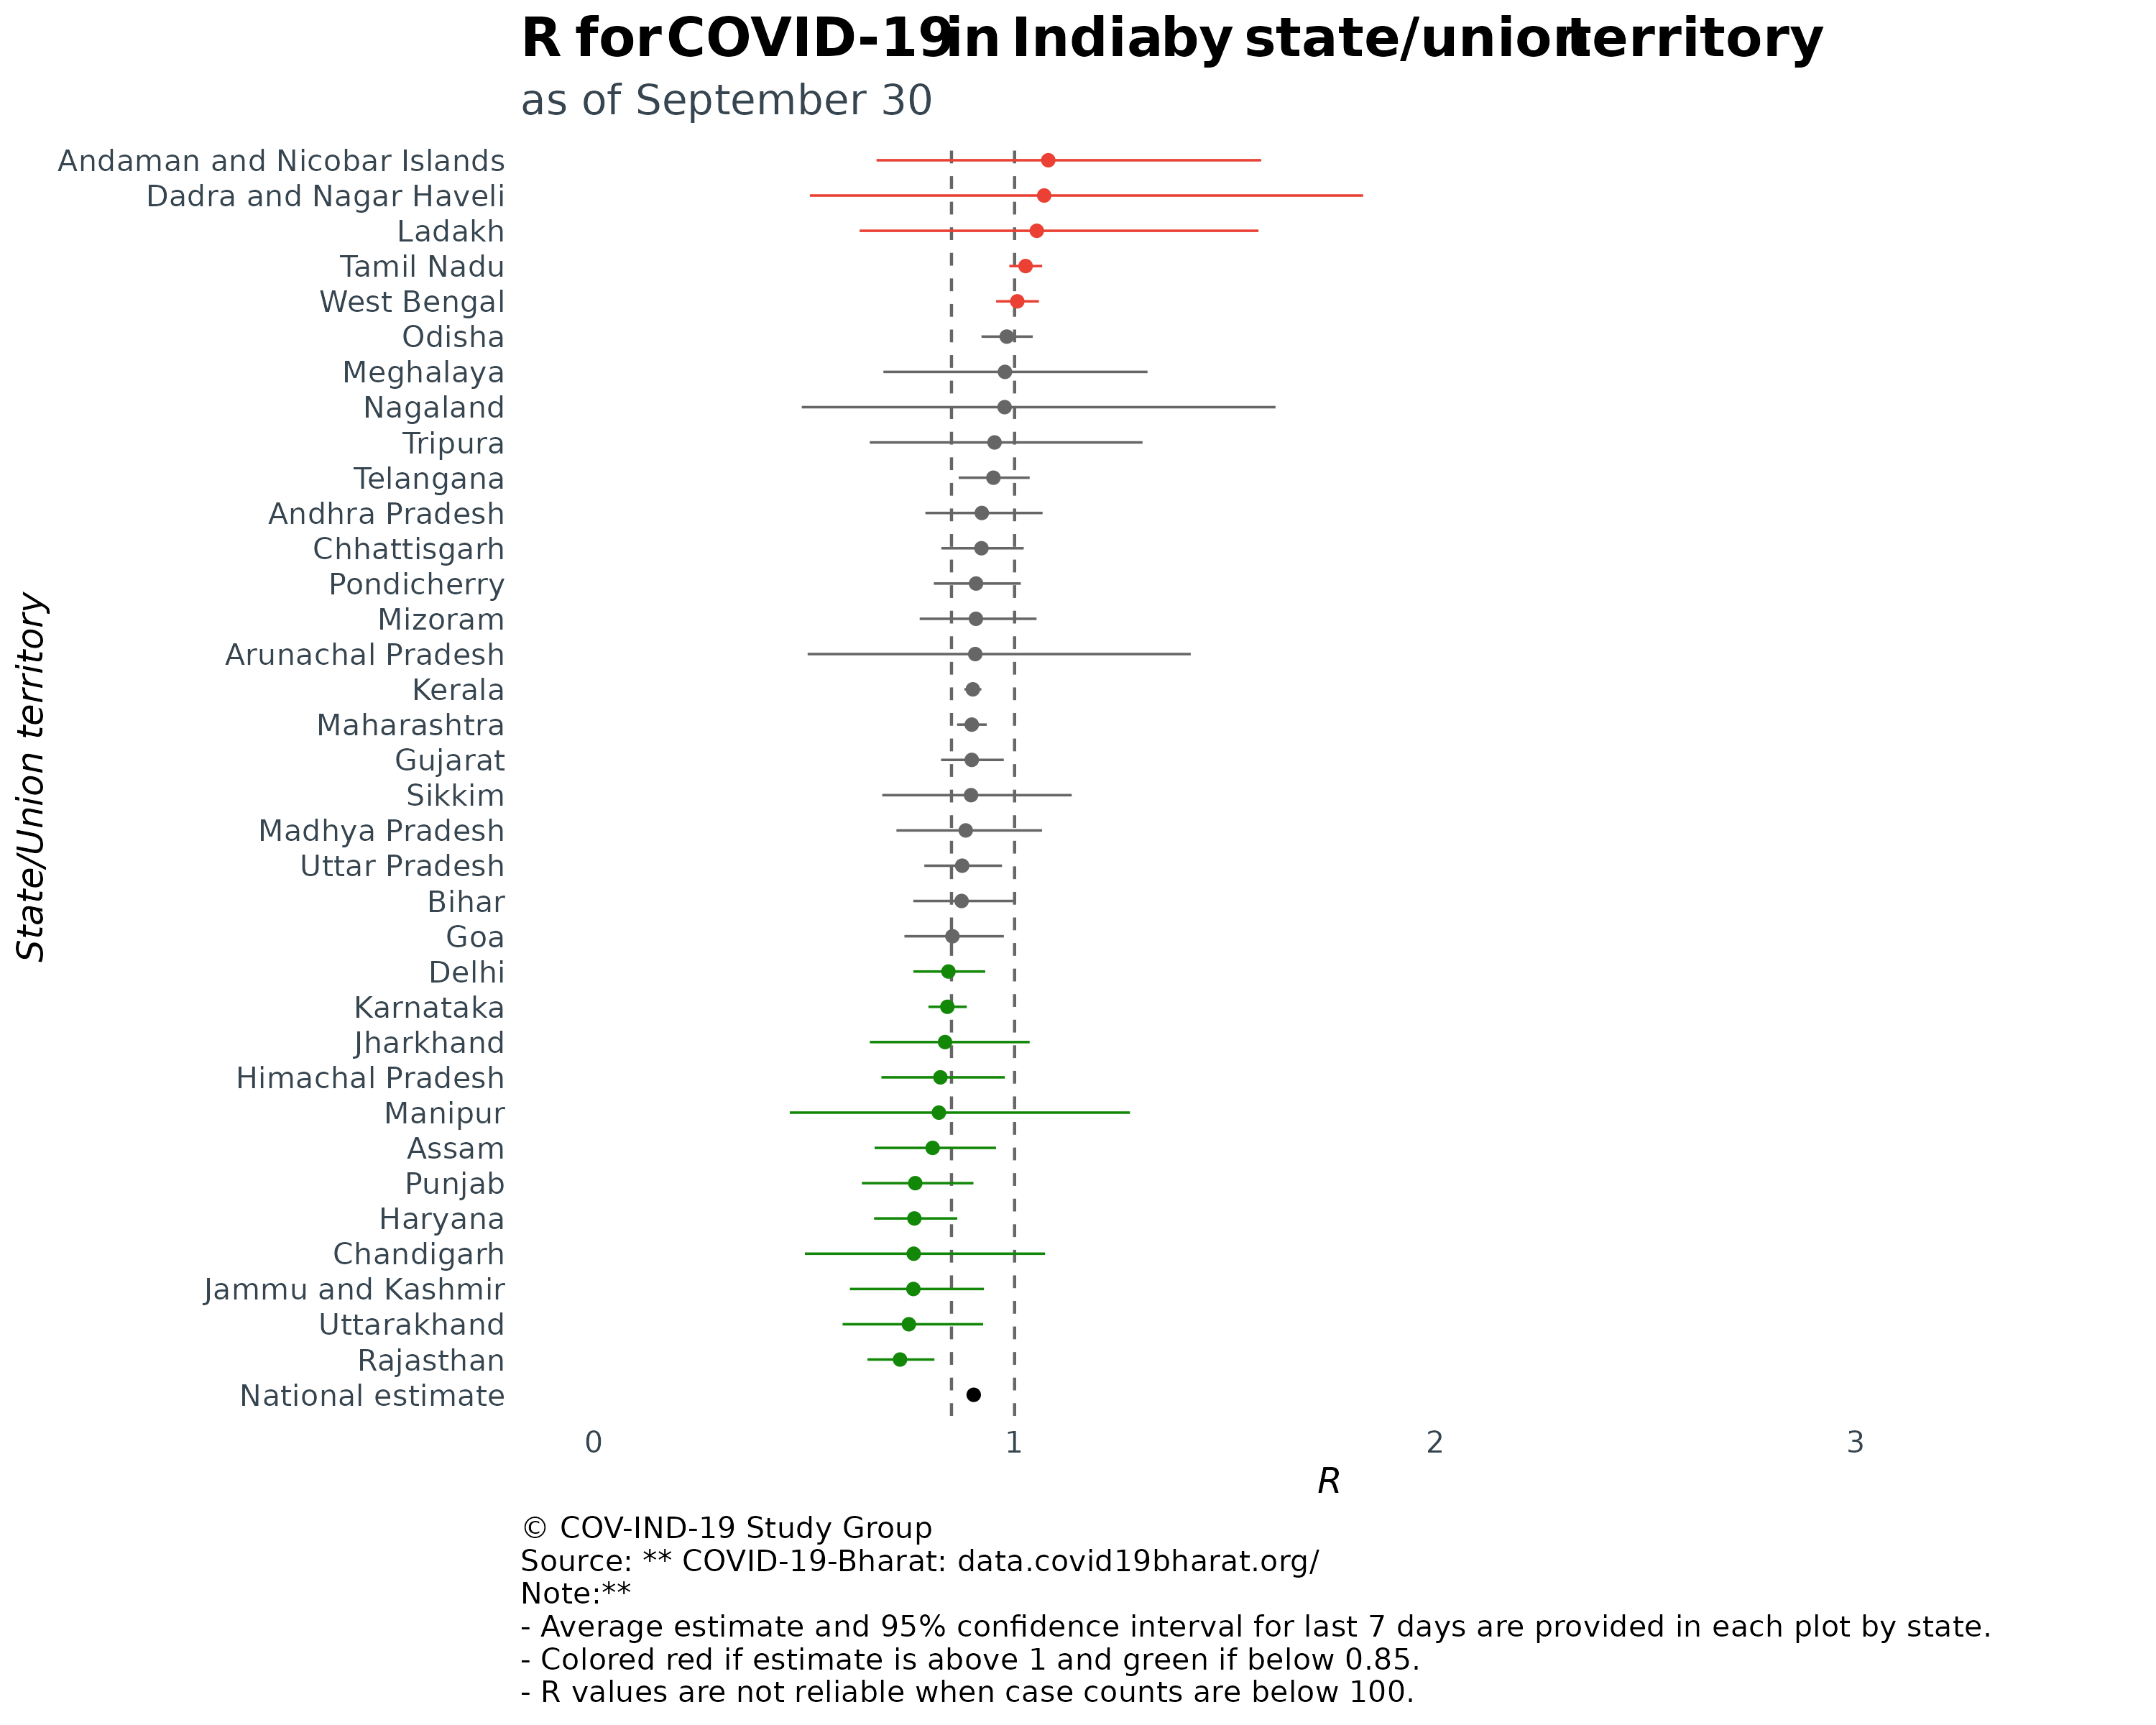 R for COVID-19 in India by state/union territory
as of September 30
Andaman and Nicobar Islands
Dadra and Nagar Haveli
Ladakh
Tamil Nadu
West Bengal
Odisha
Meghalaya
Nagaland
Tripura
Telangana
Andhra Pradesh
Chhattisgarh
Pondicherry
Mizoram
Arunachal Pradesh
Kerala
Maharashtra
Gujarat
Sikkim
Madhya Pradesh
Uttar Pradesh
Bihar
Goa
Delhi
Karnataka
Jharkhand
Himachal Pradesh
Manipur
Assam
Punjab
Haryana
Chandigarh
Jammu and Kashmir
Uttarakhand
Rajasthan
National estimate
State/Union territory
0 1 2 3
R
© COV-IND-19 Study Group
Source: ** COVID-19-Bharat: data.covid19bharat.org/
Note:**
- Average estimate and 95% confidence interval for last 7 days are provided in each plot by state.
- Colored red if estimate is above 1 and green if below 0.85.
- R values are not reliable when case counts are below 100.